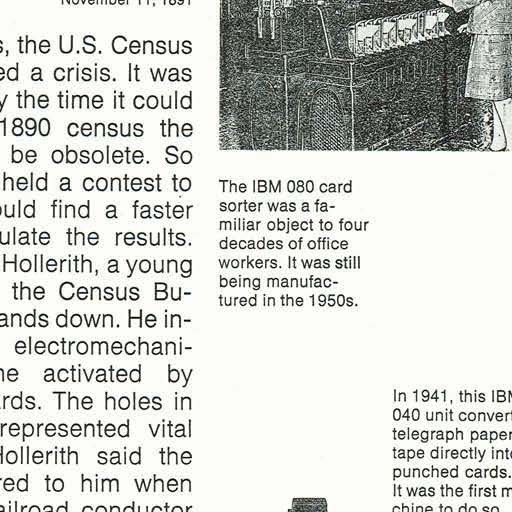 November 11, 1891
s, the U.S. Census
ed a crisis. It was
y the time it could
1890 census the
be obsolete. So
held a contest to
ould find a faster
ulate the results.
Hollerith, a young
the Census Bu-
ands down. He in-
electromechani-
ne activated by
rds. The holes in
represented vital
Hollerith said the
red to him when
ailroad conductor
The IBM 080 card
sorter was a fa-
miliar object to four
decades of office
workers. It was still
being manufac-
tured in the 1950s.
In 1941, this IBM
040 unit convert
telegraph paper
tape directly into
punched cards.
It was the first m
chine to do so.